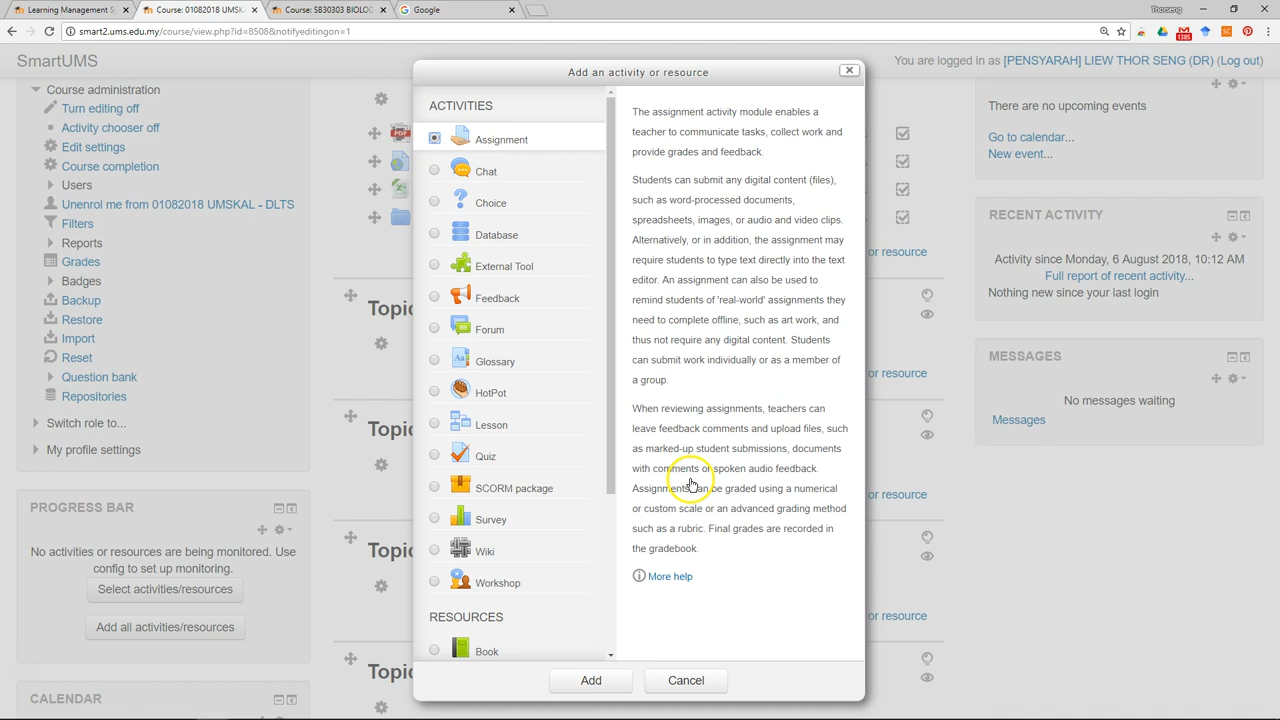 Learning Management Sy
Course: 01082018 UMSKA
Course: SB30303 BIOLOG
Google
Thorseng
smart2.ums.edu.my/course/view.php?id=8508&notifyeditingon=1
1385
SmartUMS
You are logged in as [PENSYARAH] LIEW THOR SENG (DR) (Log out)
Course administration
Turn editing off
Activity chooser off
Edit settings
Course completion
Users
Unenrol me from 01082018 UMSKAL - DLTS
Filters
Reports
Grades
Badges
Backup
Restore
Import
Reset
Question bank
Repositories
Switch role to...
My profile settings
PROGRESS BAR
No activities or resources are being monitored. Use
config to set up monitoring.
Select activities/resources
Add all activities/resources
CALENDAR
PDF
or resource
Topi
or resource
Topi
or resource
Topi
or resource
Topi
Add an activity or resource
ACTIVITIES
Assignment
Chat
Choice
Database
External Tool
Feedback
Forum
Glossary
HotPot
Lesson
Quiz
SCORM package
Survey
Wiki
Workshop
RESOURCES
Book
The assignment activity module enables a
teacher to communicate tasks, collect work and
provide grades and feedback.
Students can submit any digital content (files),
such as word-processed documents,
spreadsheets, images, or audio and video clips.
Alternatively, or in addition, the assignment may
require students to type text directly into the text
editor. An assignment can also be used to
remind students of 'real-world' assignments they
need to complete offline, such as art work, and
thus not require any digital content. Students
can submit work individually or as a member of
a group.
When reviewing assignments, teachers can
leave feedback comments and upload files, such
as marked-up student submissions, documents
with comments or spoken audio feedback.
Assignments can be graded using a numerical
or custom scale or an advanced grading method
such as a rubric. Final grades are recorded in
the gradebook.
More help
Add
Cancel
There are no upcoming events
Go to calendar...
New event...
RECENT ACTIVITY
Activity since Monday, 6 August 2018, 10:12 AM
Full report of recent activity...
Nothing new since your last login
MESSAGES
No messages waiting
Messages